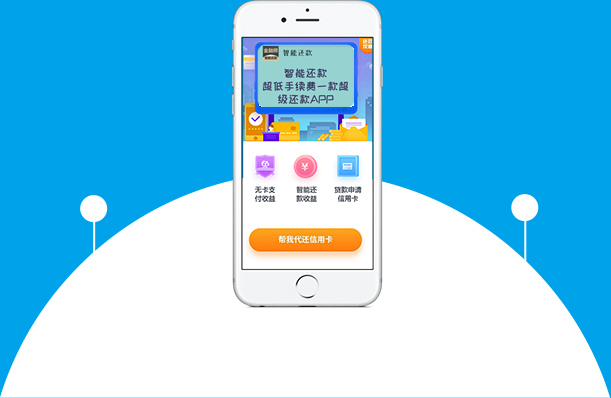 智能还款
智能还款
超低手续费一款超
级还款APP
无卡支
付收益
智能还
款收益
贷款申请
信用卡
帮我代还信用卡